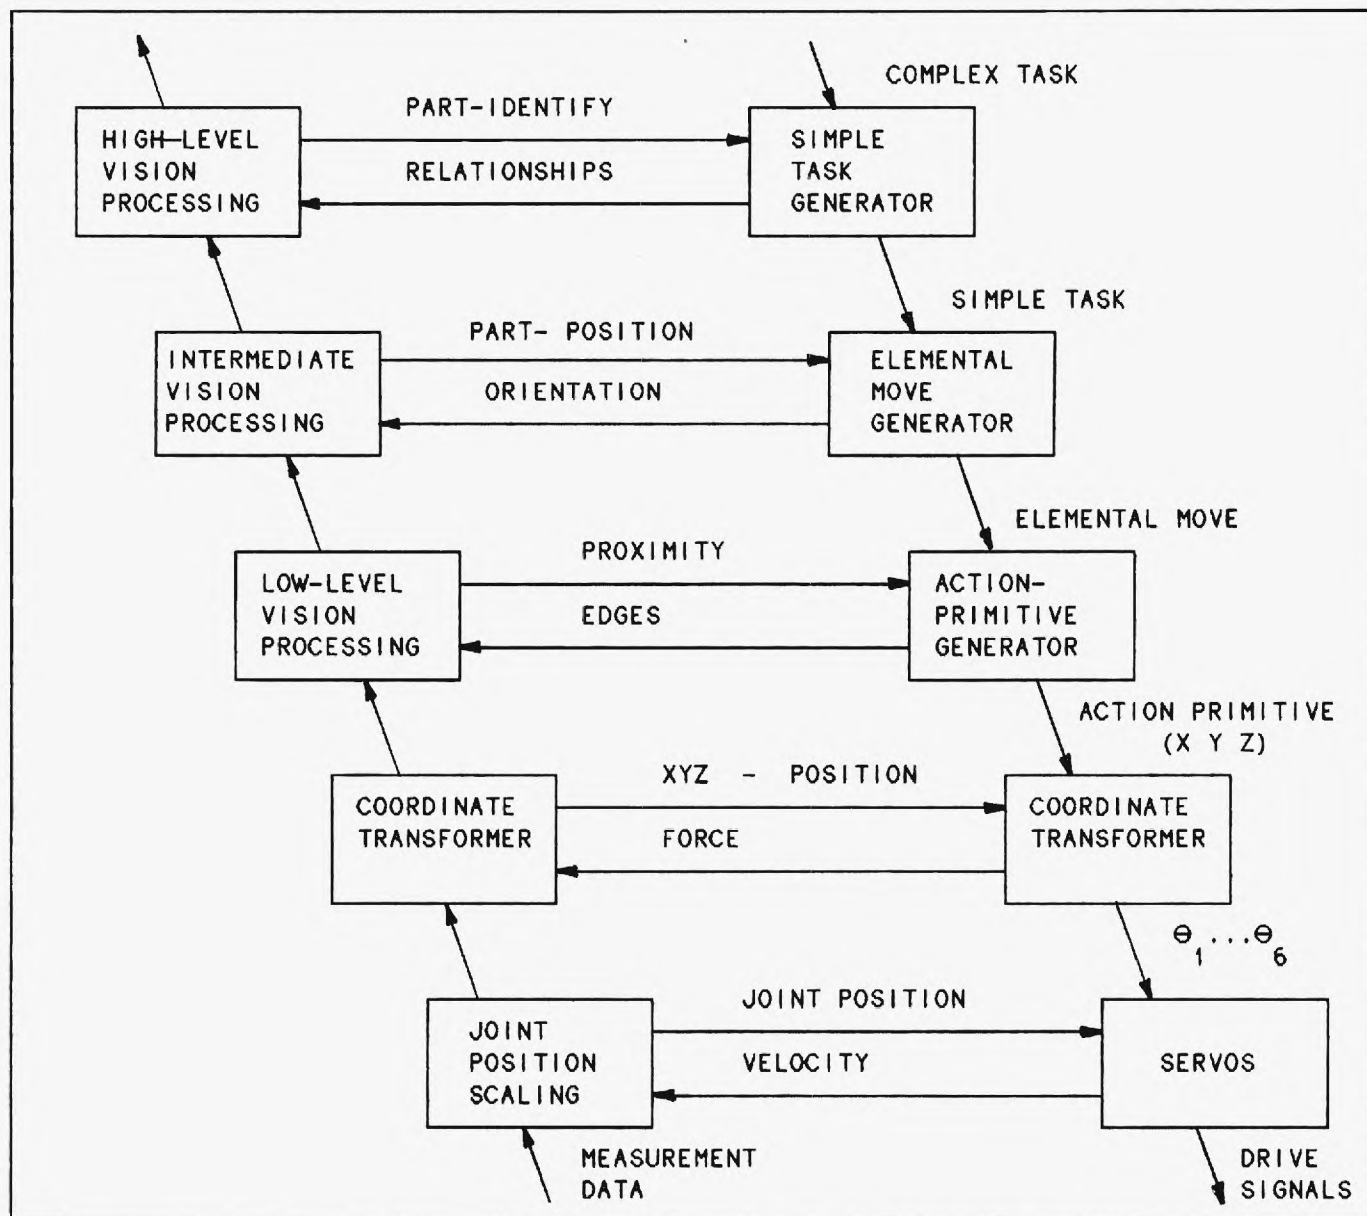 COMPLEX TASK
PART-IDENTIFY
HIGH-LEVEL
VISION
PROCESSING
RELATIONSHIPS
SIMPLE
TASK
GENERATOR
SIMPLE TASK
PART- POSITION
INTERMEDIATE
VISION
PROCESSING
ORIENTATION
ELEMENTAL
MOVE
GENERATOR
ELEMENTAL MOVE
PROXIMITY
LOW-LEVEL
VISION
PROCESSING
EDGES
ACTION-
PRIMITIVE
GENERATOR
ACTION PRIMITIVE
(X Y Z)
XYZ - POSITION
COORDINATE
TRANSFORMER
FORCE
COORDINATE
TRANSFORMER
Θ1...Θ6
JOINT POSITION
JOINT
POSITION
SCALING
VELOCITY
SERVOS
MEASUREMENT
DATA
DRIVE
SIGNALS